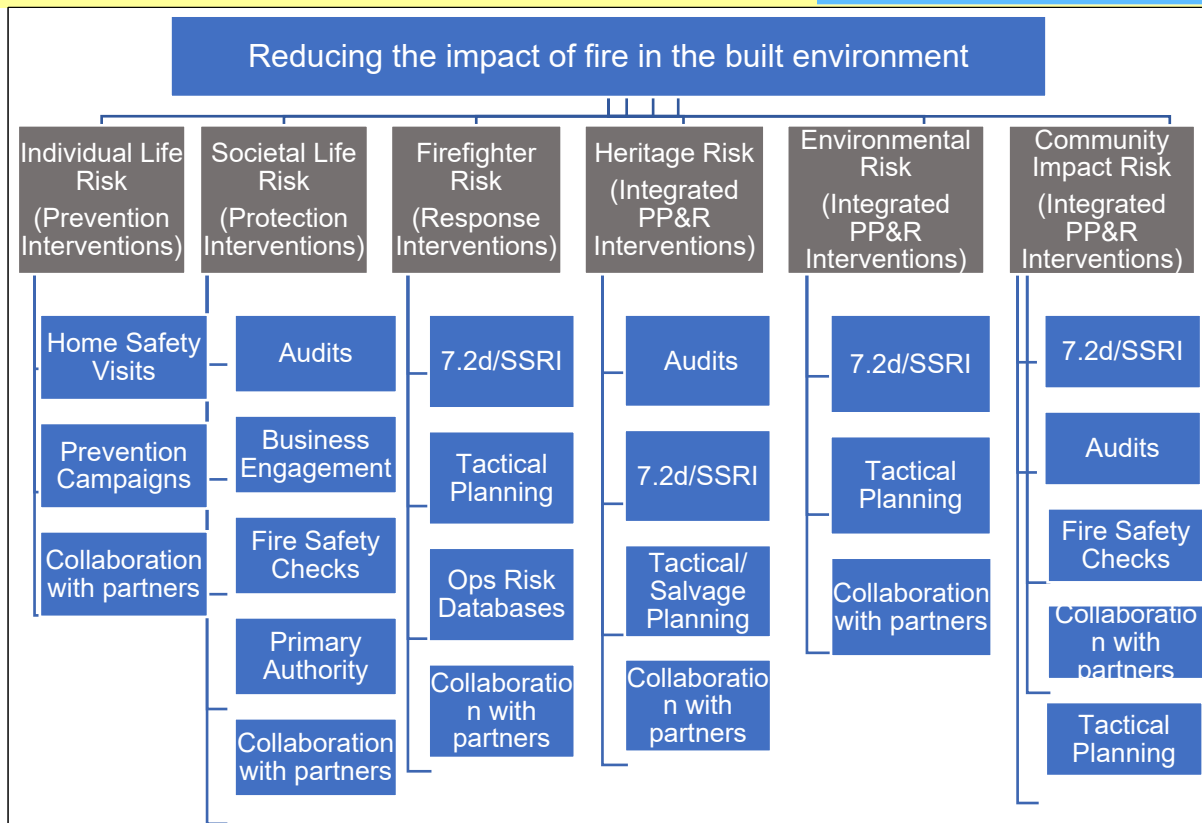 Reducing the impact of fire in the built environment
Individual Life
Risk
(Prevention
Interventions)
Societal Life
Risk
(Protection
Interventions)
Firefighter
Risk
(Response
Interventions)
Heritage Risk
(Integrated
PP&R
Interventions)
Environmental
Risk
(Integrated
PP&R
Interventions)
Community
Impact Risk
(Integrated
PP&R
Interventions)
Home Safety
Visits
Prevention
Campaigns
Collaboration
with partners
Audits
Business
Engagement
Fire Safety
Checks
Primary
Authority
Collaboration
with partners
7.2d/SSRI
Tactical
Planning
Ops Risk
Databases
Collaboratio
n with
partners
Audits
7.2d/SSRI
Tactical/
Salvage
Planning
Collaboratio
n with
partners
7.2d/SSRI
Tactical
Planning
Collaboration
with partners
7.2d/SSRI
Audits
Fire Safety
Checks
Collaboratio
n with
partners
Tactical
Planning